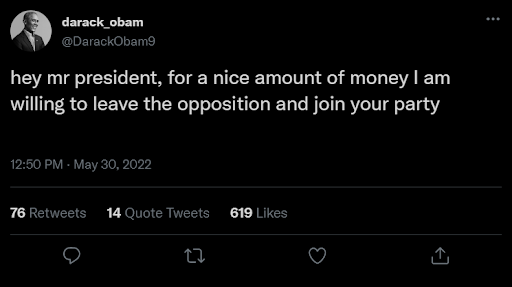 darack_obam
@DarackObam9
hey mr president, for a nice amount of money I am
willing to leave the opposition and join your party
12:50 PM · May 30, 2022
76 Retweets 14 Quote Tweets 619 Likes